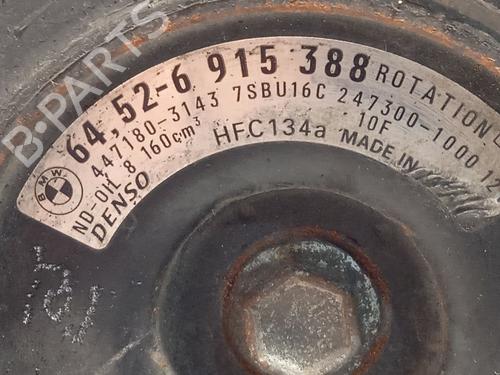 B-Parts
BMW
64.52-6 915 388 ROTATION
447180-3143 7SBU16C 247300-1000 12
ND-OIL 8 160cm³ 10F
DENSO HFC134a MADE IN